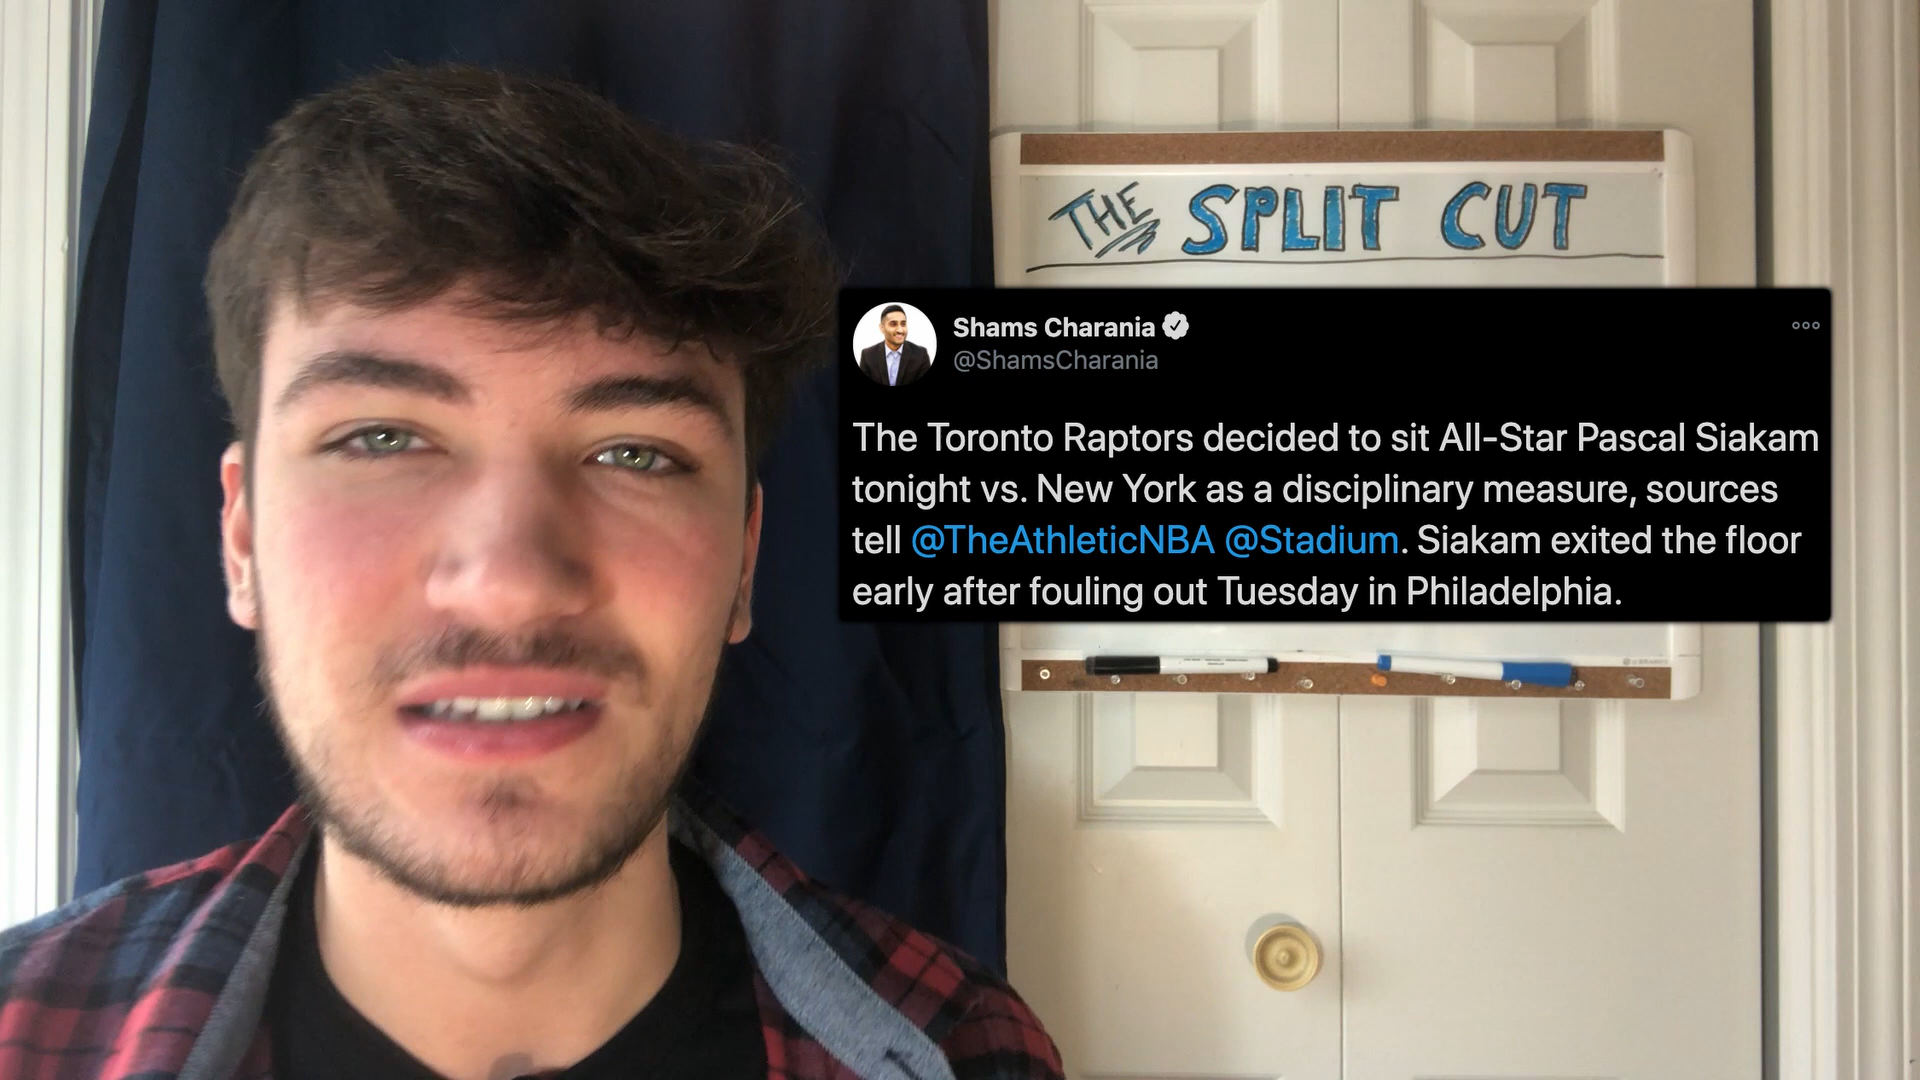 THE SPLIT CUT
Shams Charania
@ShamsCharania
The Toronto Raptors decided to sit All-Star Pascal Siakam
tonight vs. New York as a disciplinary measure, sources
tell @TheAthleticNBA @Stadium. Siakam exited the floor
early after fouling out Tuesday in Philadelphia.